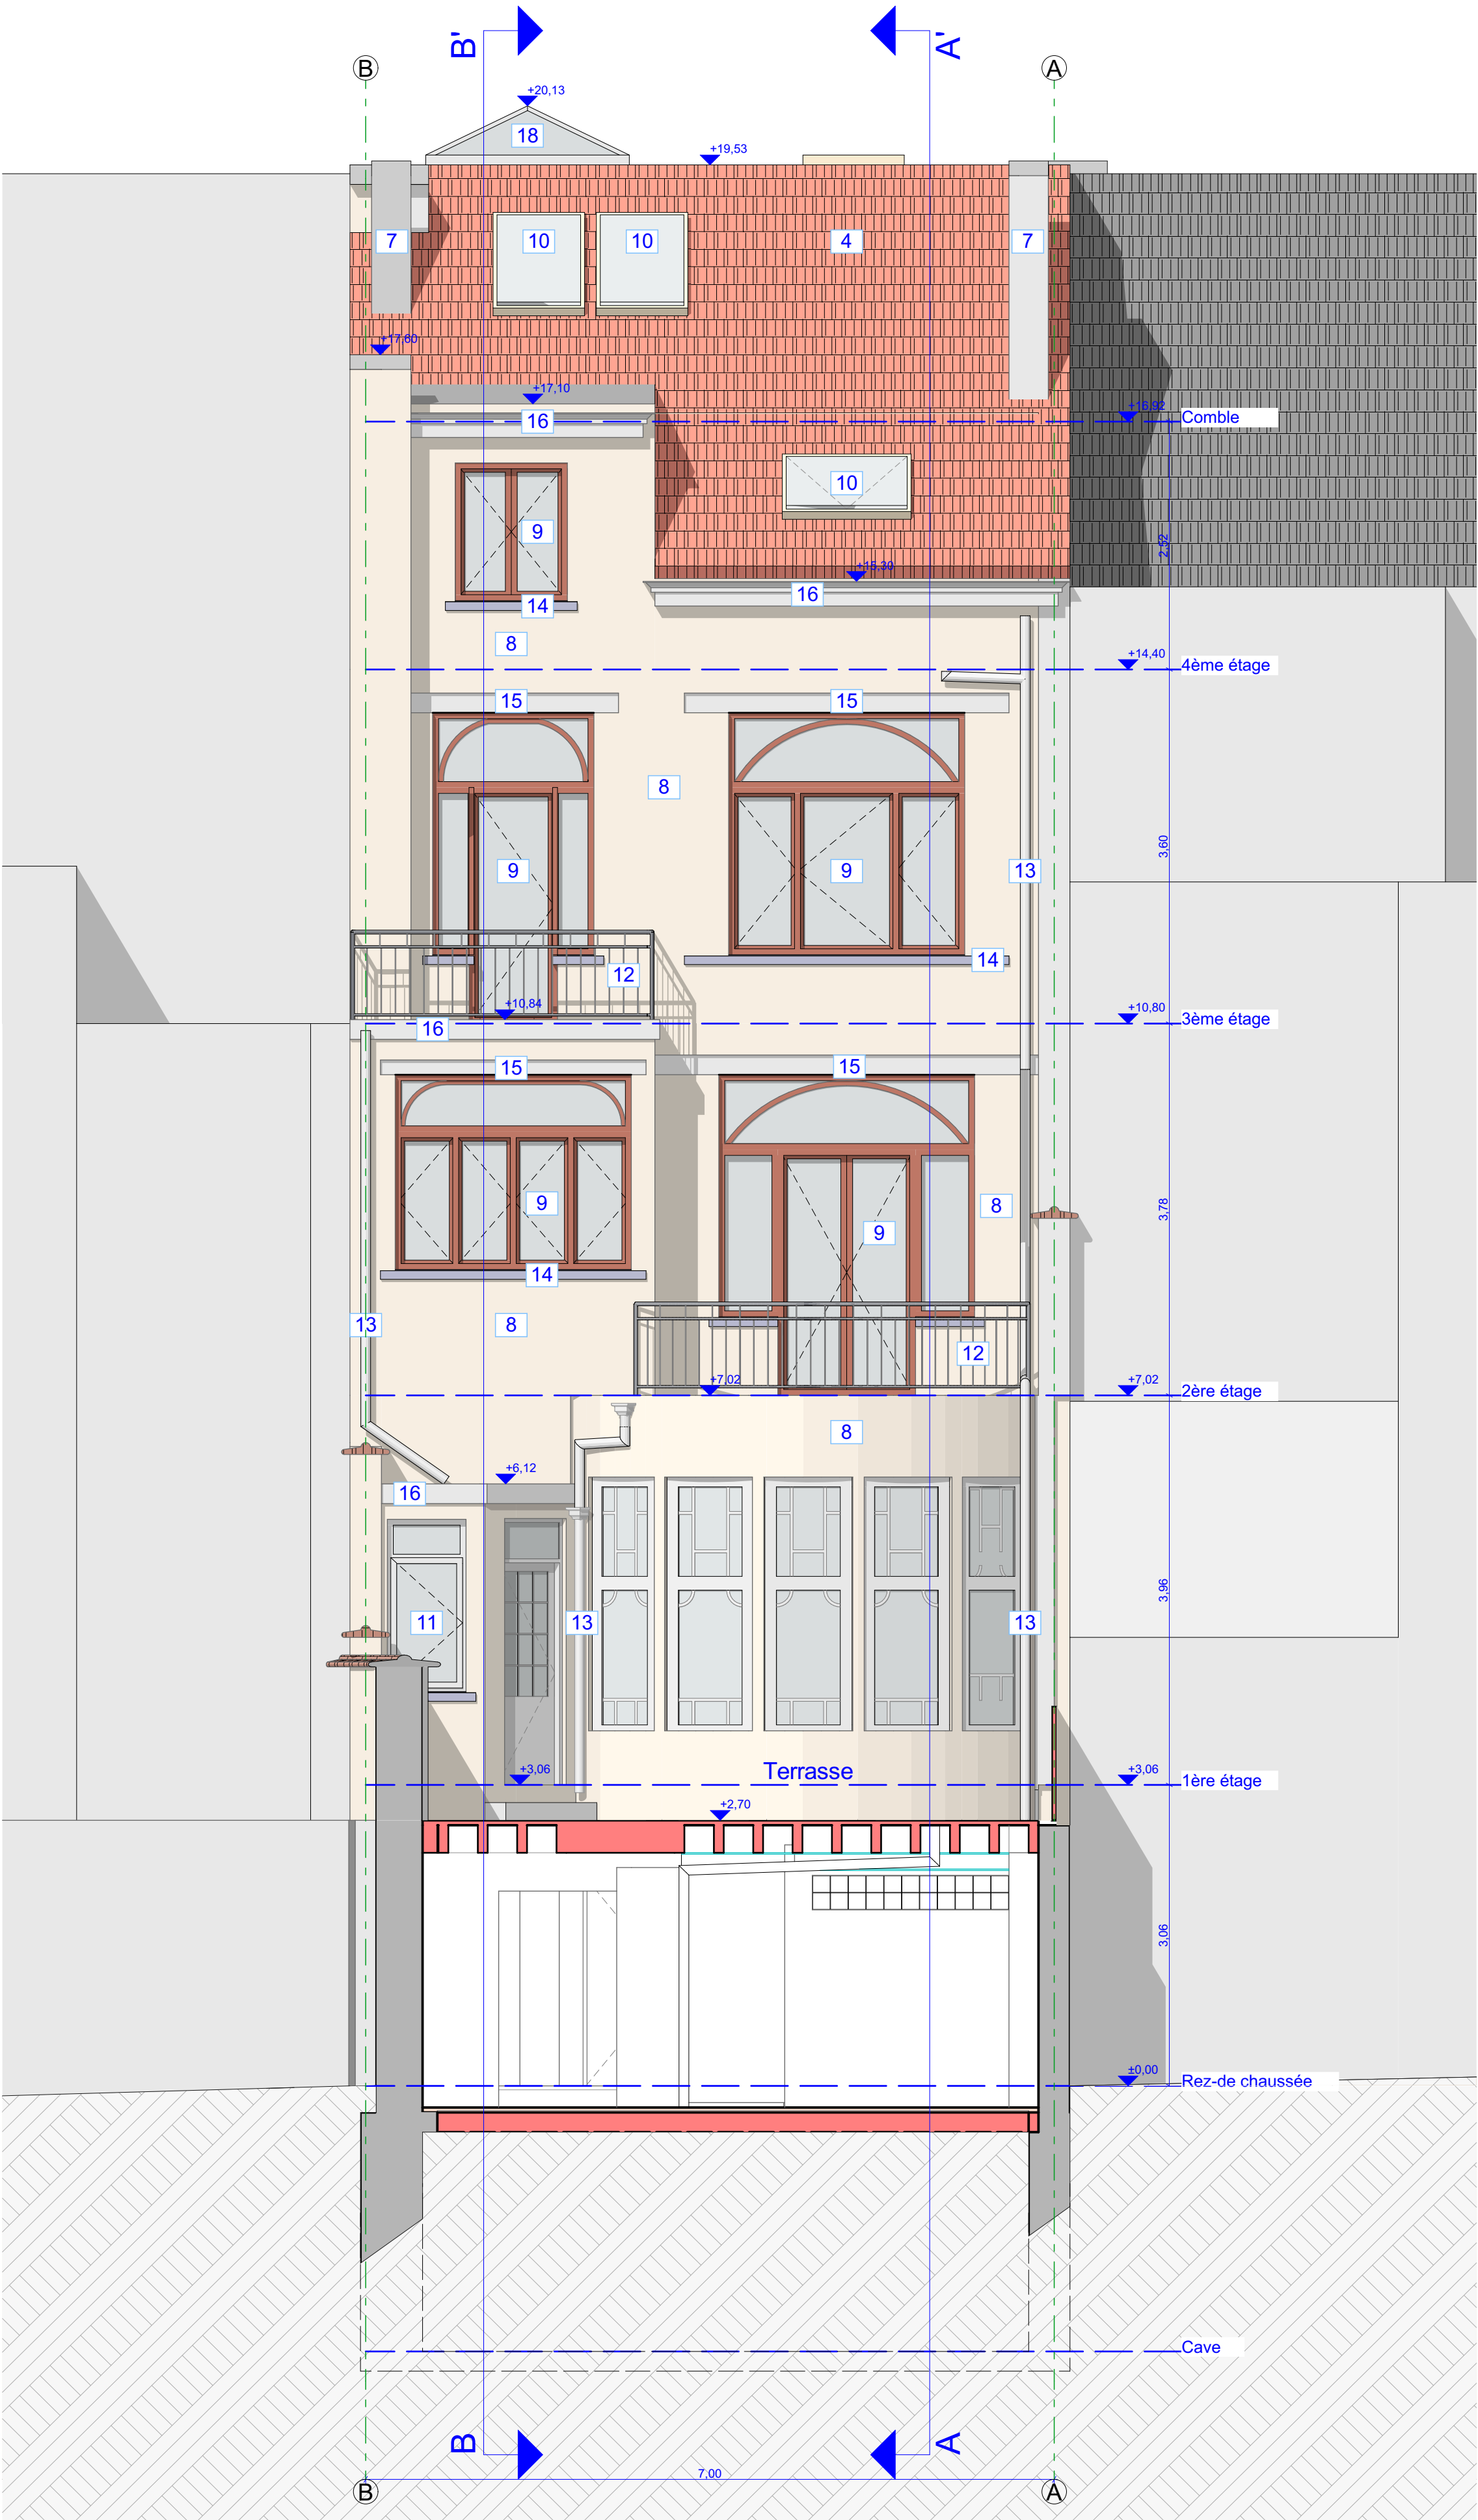 B' A'
B A
+20,13
18
+19,53
7 10 10 4 7
+17,60
+17,10
+16,92
16 Comble
10
9
2,52
+15,30
16
14
8
+14,40
4ème étage
15 15
8
3,60
9 9 13
14
12
+10,84 +10,80
16 3ème étage
15 15
9 8
3,78
9
14
13 8
12
+7,02 +7,02
2ère étage
8
+6,12
16
3,96
11 13 13
Terrasse
+3,06 +3,06
1ère étage
+2,70
3,06
±0,00
Rez-de chaussée
Cave
B A
7,00
B A